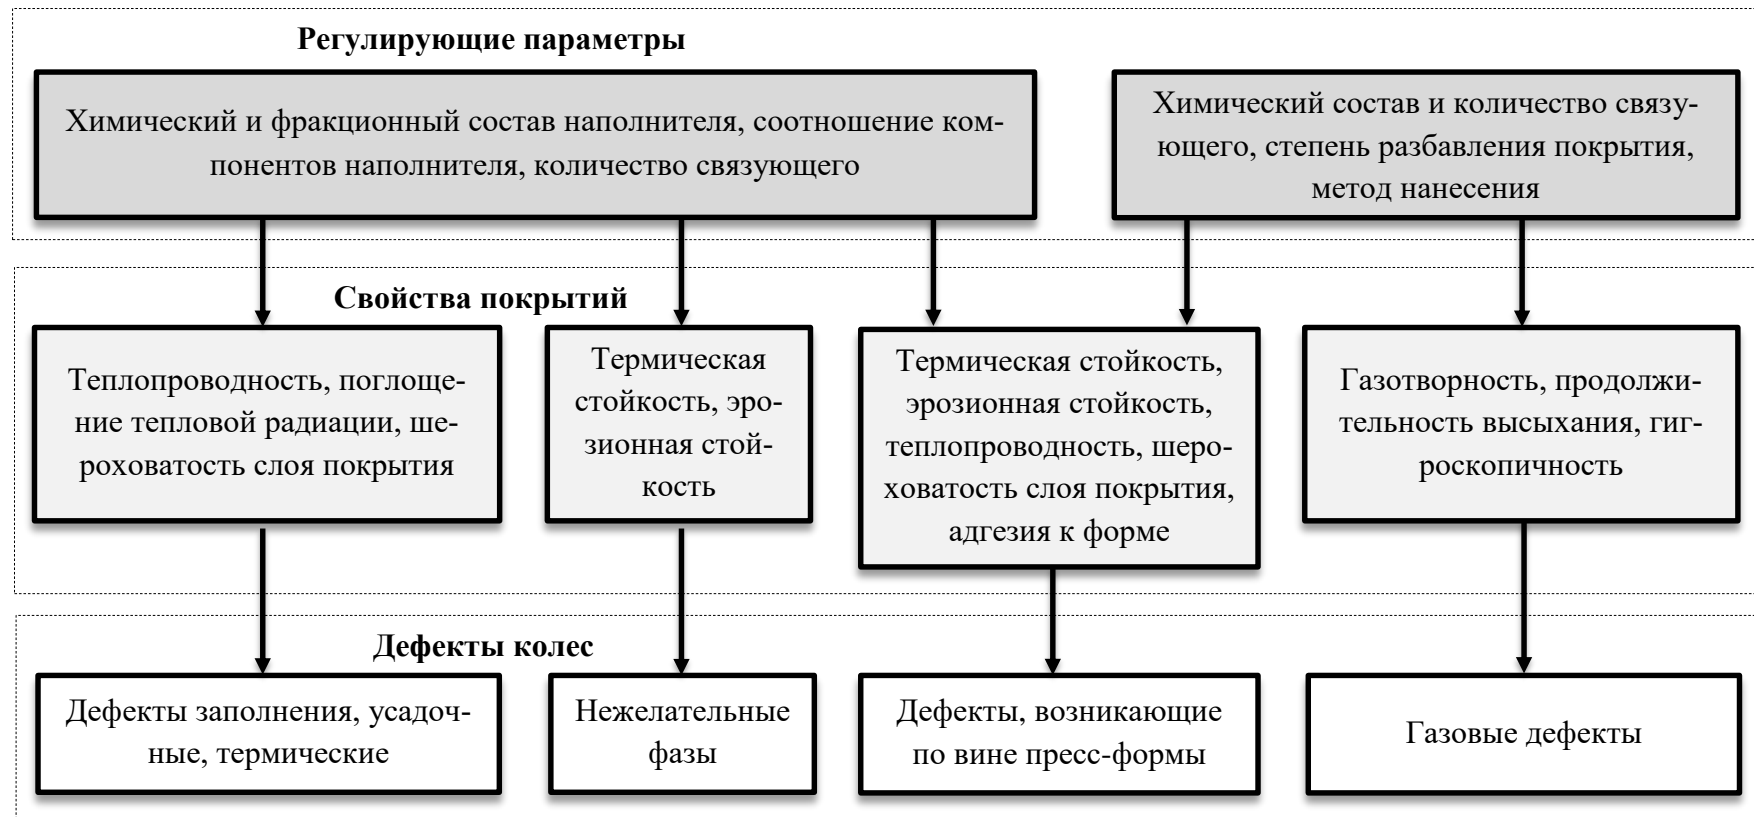 Регулирующие параметры
Химический и фракционный состав наполнителя, соотношение ком-
понентов наполнителя, количество связующего
Химический состав и количество связу-
ющего, степень разбавления покрытия,
метод нанесения
Свойства покрытий
Теплопроводность, поглоще-
ние тепловой радиации, ше-
роховатость слоя покрытия
Термическая
стойкость, эро-
зионная стой-
кость
Термическая стойкость,
эрозионная стойкость,
теплопроводность, шеро-
ховатость слоя покрытия,
адгезия к форме
Газотворность, продолжи-
тельность высыхания, гиг-
роскопичность
Дефекты колес
Дефекты заполнения, усадоч-
ные, термические
Нежелательные
фазы
Дефекты, возникающие
по вине пресс-формы
Газовые дефекты